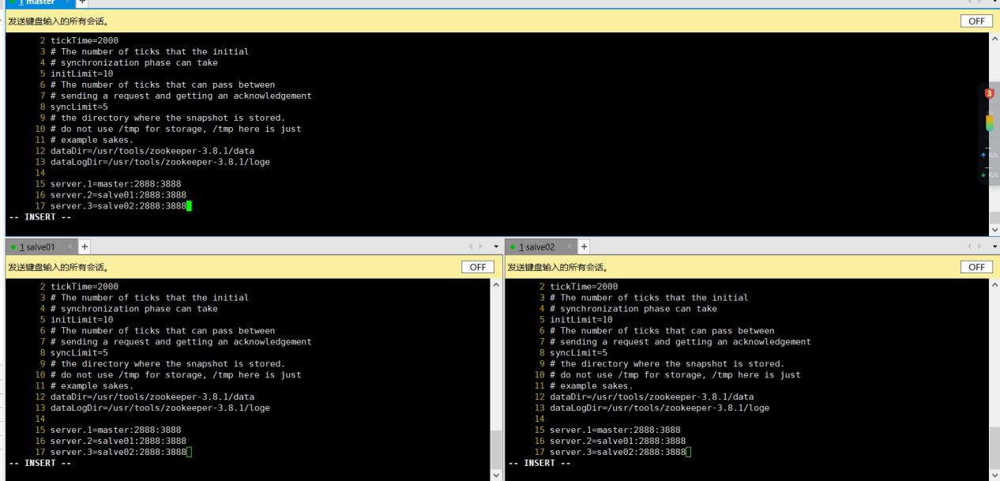 1 master
发送键盘输入的所有会话。
OFF
2 tickTime=2000
3 # The number of ticks that the initial
4 # synchronization phase can take
5 initLimit=10
6 # The number of ticks that can pass between
7 # sending a request and getting an acknowledgement
8 syncLimit=5
9 # the directory where the snapshot is stored.
10 # do not use /tmp for storage, /tmp here is just
11 # example sakes.
12 dataDir=/usr/tools/zookeeper-3.8.1/data
13 dataLogDir=/usr/tools/zookeeper-3.8.1/loge
14
15 server.1=master:2888:3888
16 server.2=salve01:2888:3888
17 server.3=salve02:2888:3888
-- INSERT --
3
K/s
K/s
1 salve01
发送键盘输入的所有会话。
OFF
2 tickTime=2000
3 # The number of ticks that the initial
4 # synchronization phase can take
5 initLimit=10
6 # The number of ticks that can pass between
7 # sending a request and getting an acknowledgement
8 syncLimit=5
9 # the directory where the snapshot is stored.
10 # do not use /tmp for storage, /tmp here is just
11 # example sakes.
12 dataDir=/usr/tools/zookeeper-3.8.1/data
13 dataLogDir=/usr/tools/zookeeper-3.8.1/loge
14
15 server.1=master:2888:3888
16 server.2=salve01:2888:3888
17 server.3=salve02:2888:3888
-- INSERT --
1 salve02
发送键盘输入的所有会话。
OFF
2 tickTime=2000
3 # The number of ticks that the initial
4 # synchronization phase can take
5 initLimit=10
6 # The number of ticks that can pass between
7 # sending a request and getting an acknowledgement
8 syncLimit=5
9 # the directory where the snapshot is stored.
10 # do not use /tmp for storage, /tmp here is just
11 # example sakes.
12 dataDir=/usr/tools/zookeeper-3.8.1/data
13 dataLogDir=/usr/tools/zookeeper-3.8.1/loge
14
15 server.1=master:2888:3888
16 server.2=salve01:2888:3888
17 server.3=salve02:2888:3888
-- INSERT --